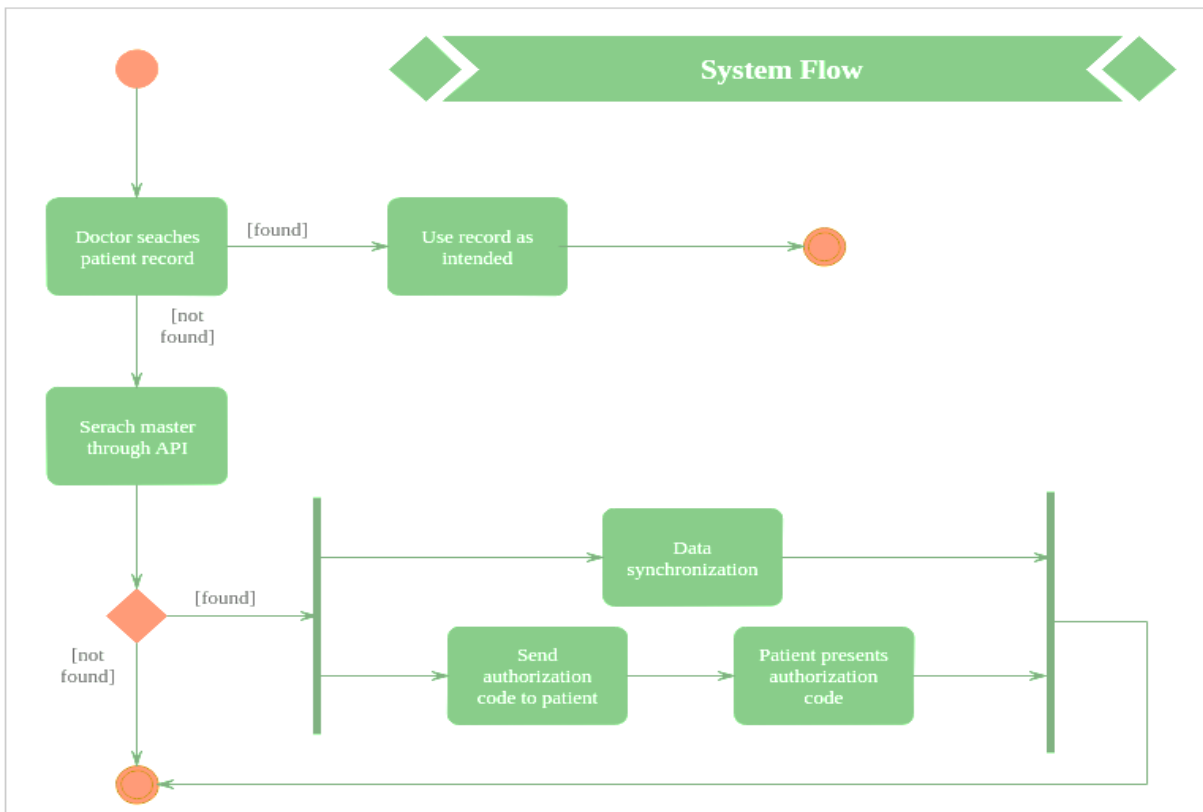 System Flow
Doctor seaches
patient record
[found]
Use record as
intended
[not
found]
Serach master
through API
[found]
[not
found]
Data
synchronization
Send
authorization
code to patient
Patient presents
authorization
code